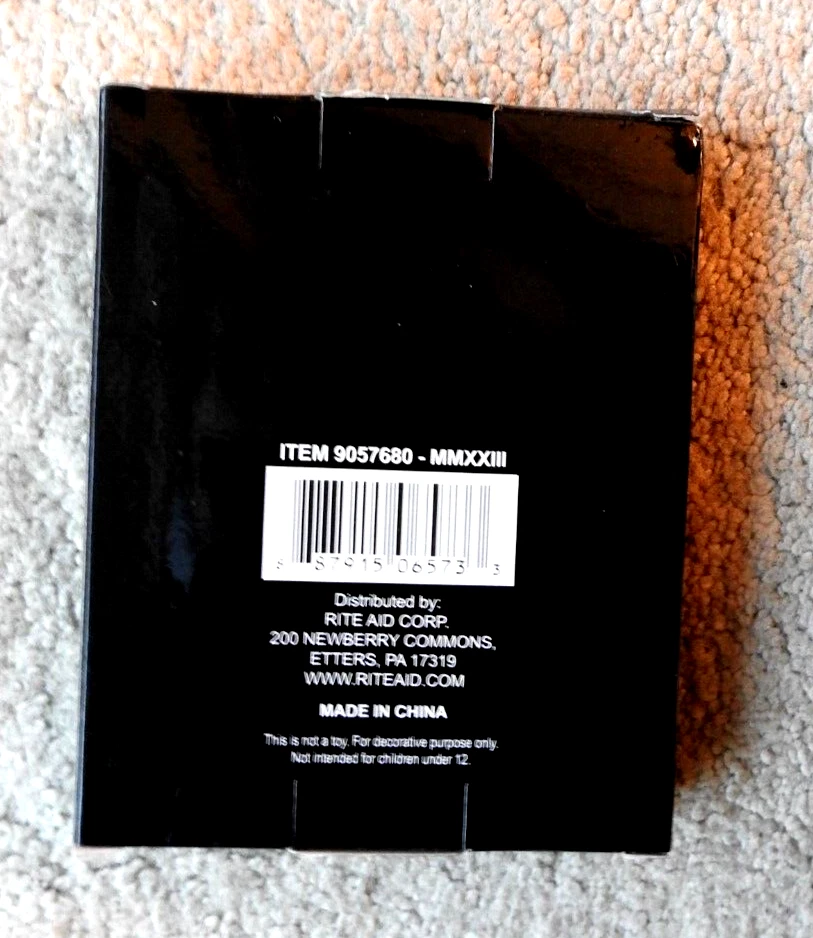 ITEM 9057680 - MMXXIII
8 87915 06573 3
Distributed by:
RITE AID CORP.
200 NEWBERRY COMMONS,
ETTERS, PA 17319
WWW.RITEAID.COM
MADE IN CHINA
This is not a toy. For decorative purpose only.
Not intended for children under 12.